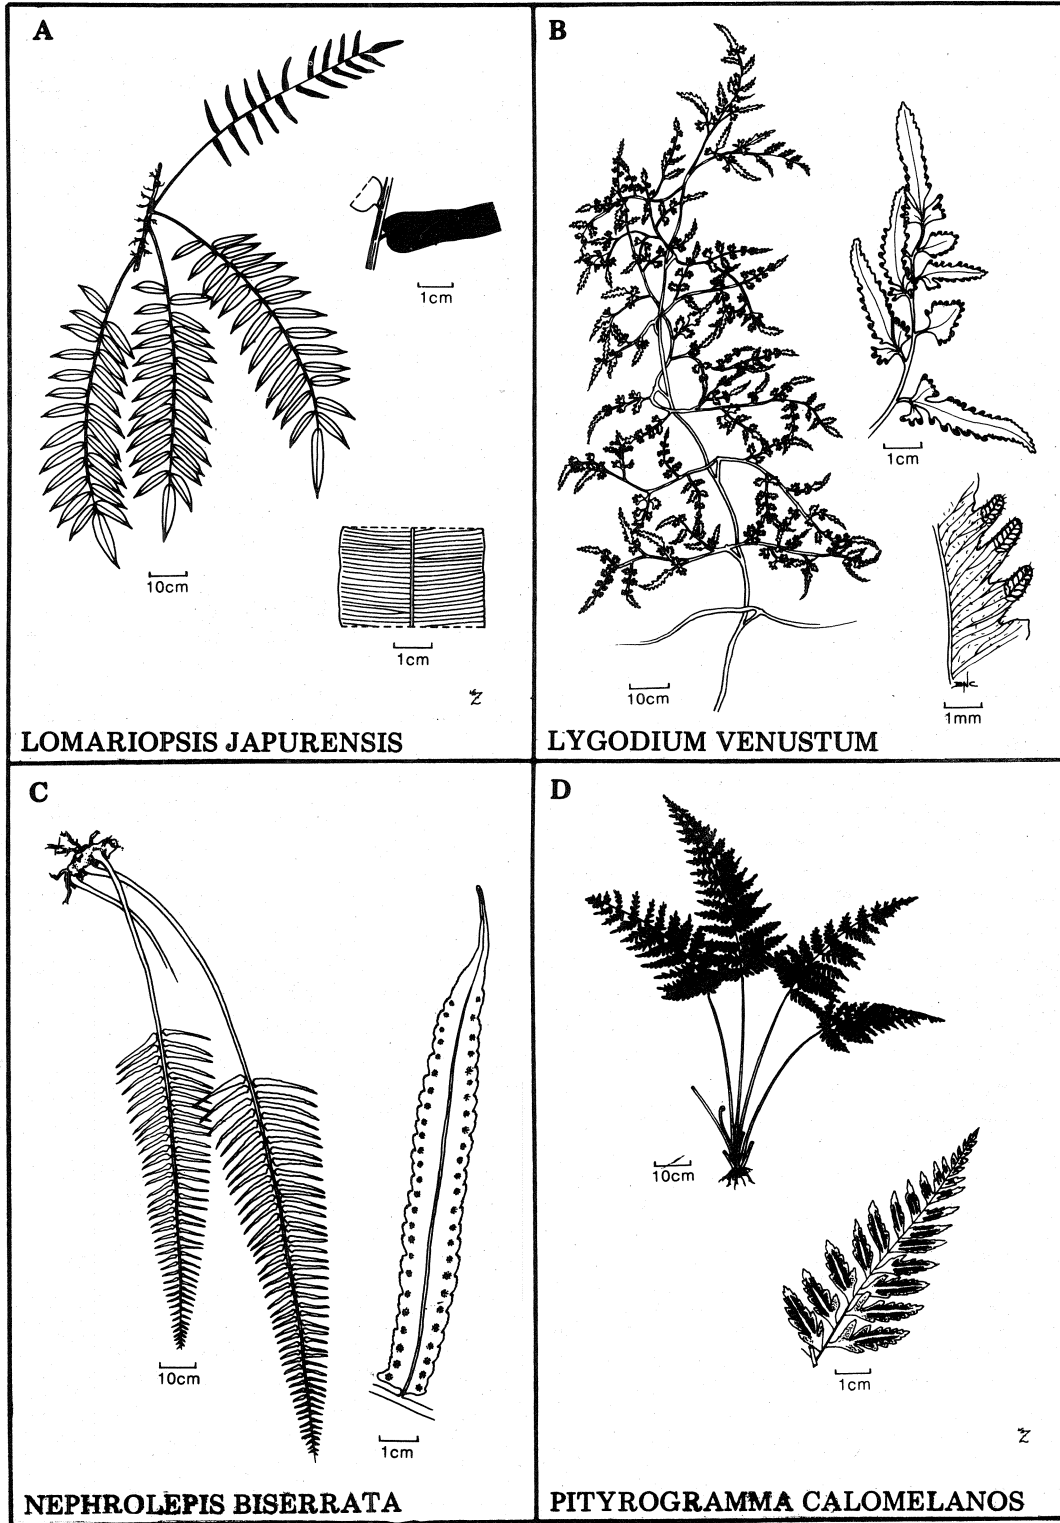 A
1cm
10cm
1cm
LOMARIOPSIS JAPURENSIS
B
1cm
10cm
1mm
LYGODIUM VENUSTUM
C
10cm
1cm
NEPHROLEPIS BISERRATA
D
10cm
1cm
PITYROGRAMMA CALOMELANOS